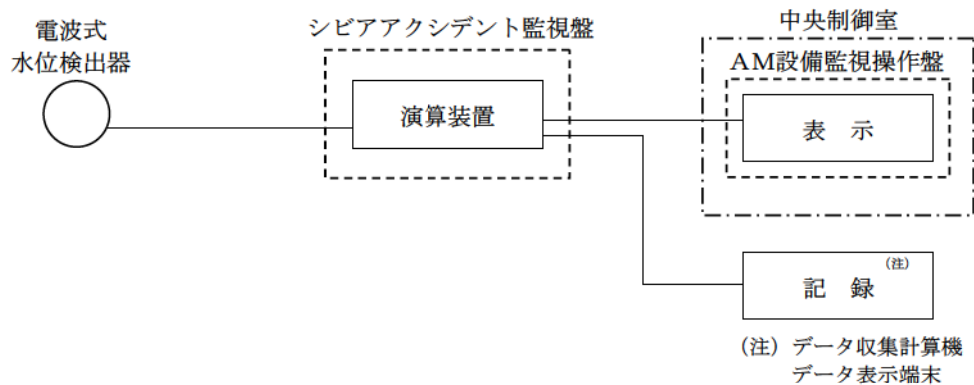 電波式
水位検出器
シビアアクシデント監視盤
演算装置
中央制御室
AM設備監視操作盤
表 示
記 録 (注)
(注) データ収集計算機
データ表示端末